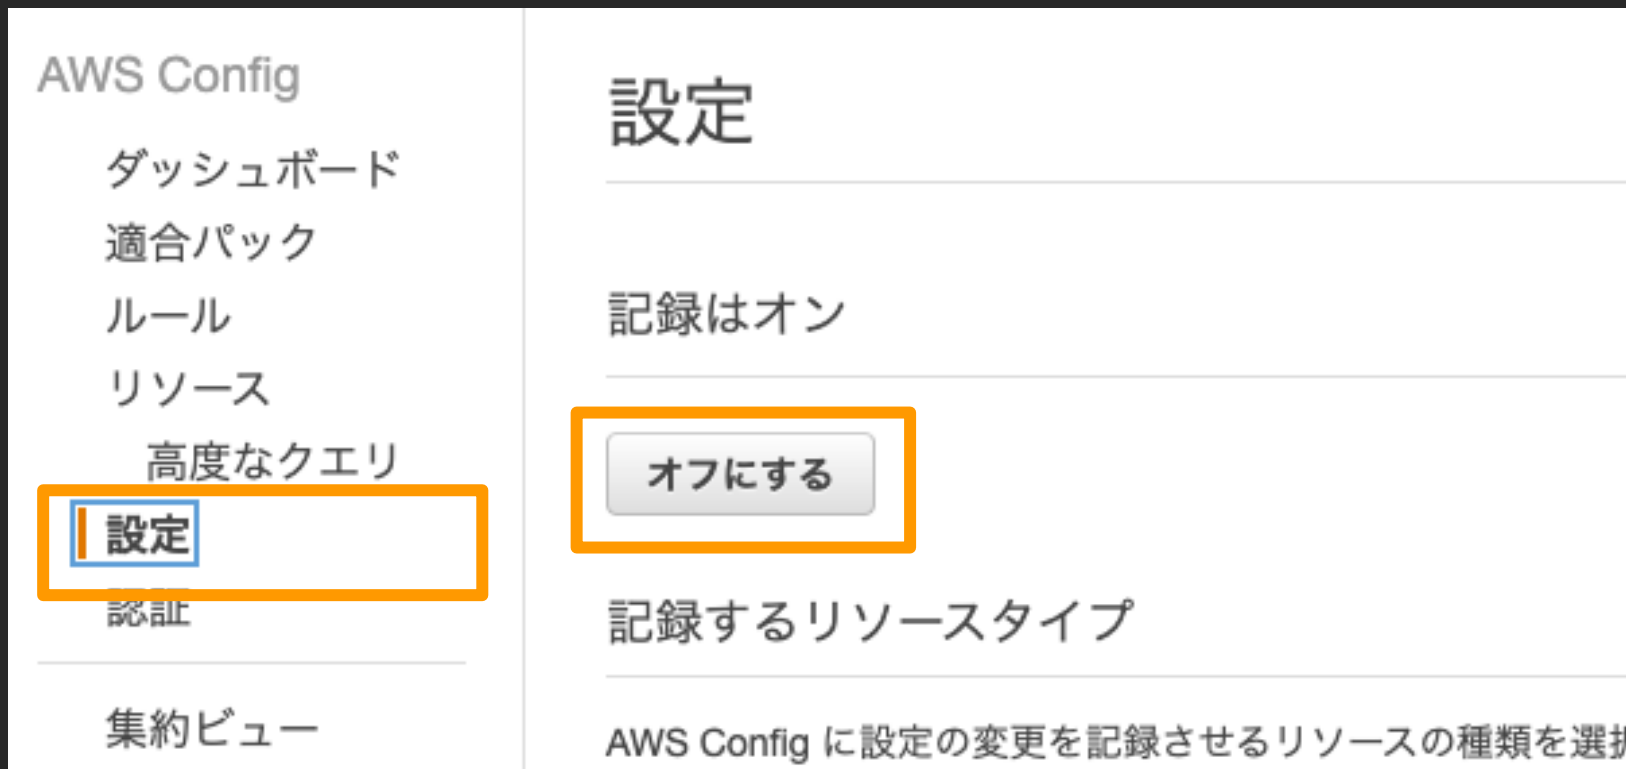 AWS Config
ダッシュボード
適合パック
ルール
リソース
高度なクエリ
設定
認証
集約ビュー
設定
記録はオン
オフにする
記録するリソースタイプ
AWS Config に設定の変更を記録させるリソースの種類を選択